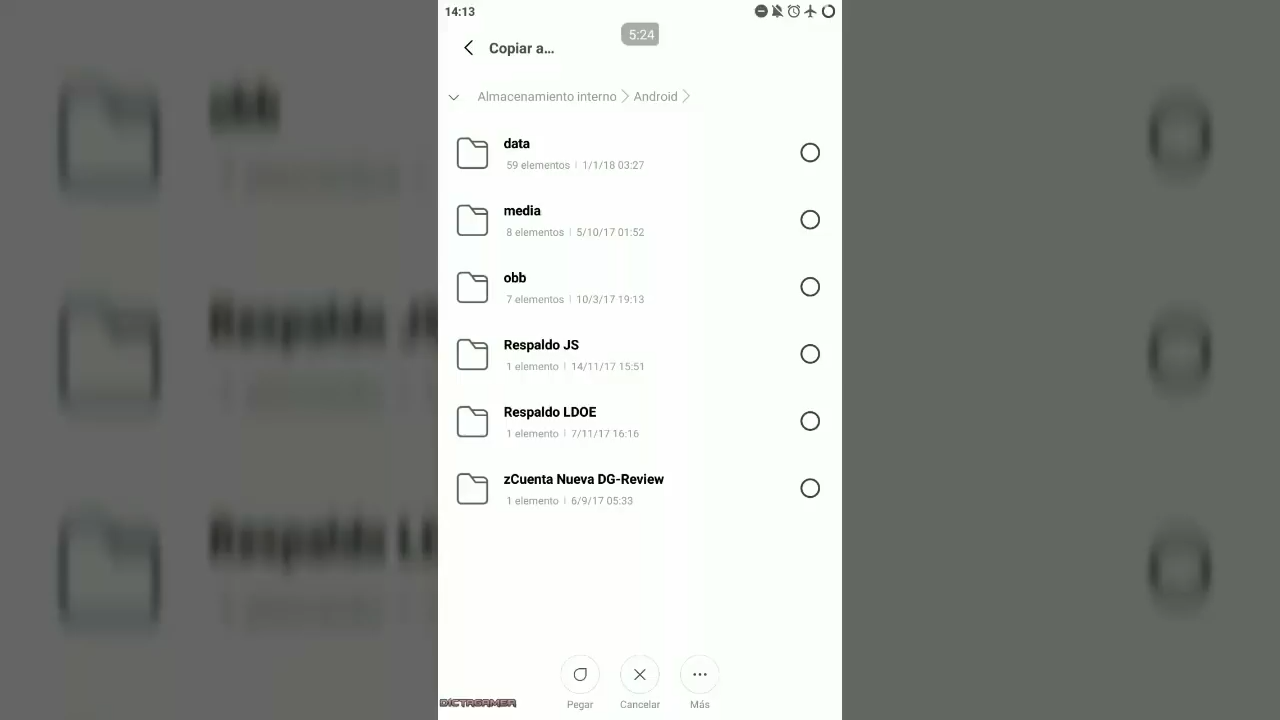 14:13
5:24
Copiar a...
Almacenamiento interno > Android >
data
59 elementos | 1/1/18 03:27
media
8 elementos | 5/10/17 01:52
obb
7 elementos | 10/3/17 19:13
Respaldo JS
1 elemento | 14/11/17 15:51
Respaldo LDOE
1 elemento | 7/11/17 16:16
zCuenta Nueva DG-Review
1 elemento | 6/9/17 05:33
Pegar Cancelar Más
DICTAGAMER